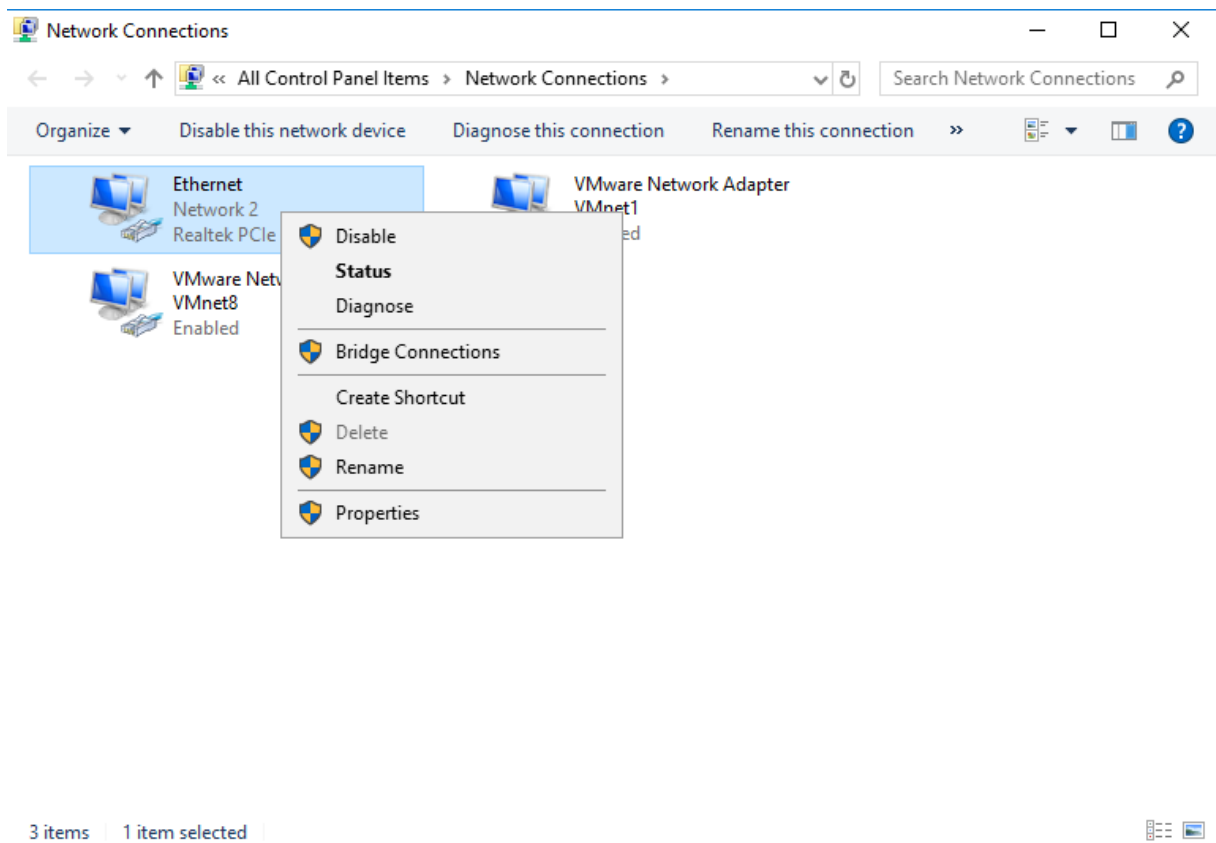 Network Connections
« All Control Panel Items › Network Connections ›
Search Network Connections
Organize
Disable this network device
Diagnose this connection
Rename this connection
»
?
Ethernet
Network 2
Realtek PCIe
VMware Network Adapter
VMnet1
ed
VMware Netw
VMnet8
Enabled
Disable
Status
Diagnose
Bridge Connections
Create Shortcut
Delete
Rename
Properties
3 items
1 item selected